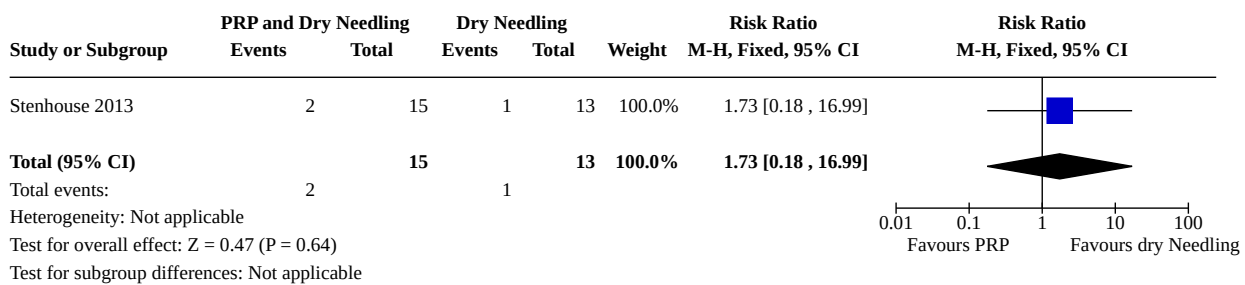 PRP and Dry Needling Dry Needling Risk Ratio Risk Ratio
Study or Subgroup Events Total Events Total Weight M-H, Fixed, 95% CI M-H, Fixed, 95% CI
Stenhouse 2013 2 15 1 13 100.0% 1.73 [0.18 , 16.99]
Total (95% CI) 15 13 100.0% 1.73 [0.18 , 16.99]
Total events: 2 1
Heterogeneity: Not applicable
Test for overall effect: Z = 0.47 (P = 0.64)
Test for subgroup differences: Not applicable
0.01 0.1 1 10 100
Favours PRP Favours dry Needling